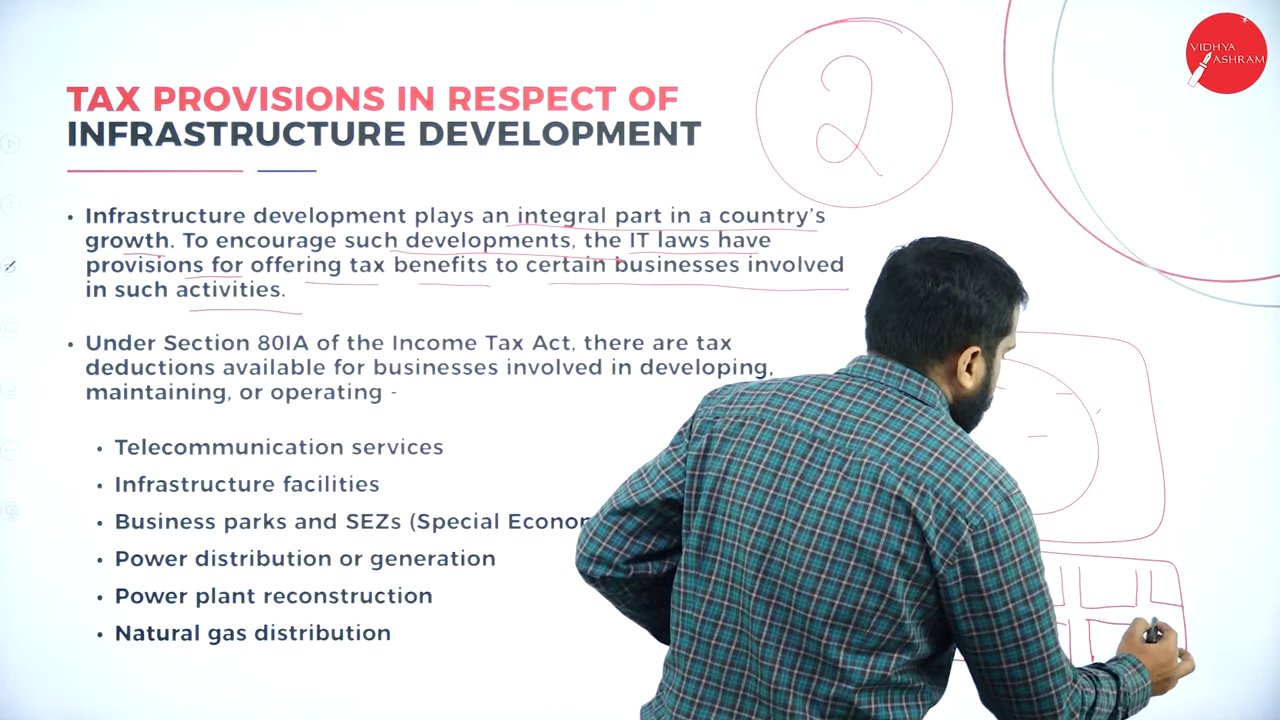 VIDHYA
ASHRAM
TAX PROVISIONS IN RESPECT OF
INFRASTRUCTURE DEVELOPMENT
2
• Infrastructure development plays an integral part in a country's
growth. To encourage such developments, the IT laws have
provisions for offering tax benefits to certain businesses involved
in such activities.
• Under Section 80IA of the Income Tax Act, there are tax
deductions available for businesses involved in developing,
maintaining, or operating -
• Telecommunication services
• Infrastructure facilities
• Business parks and SEZs (Special Econom
• Power distribution or generation
• Power plant reconstruction
• Natural gas distribution